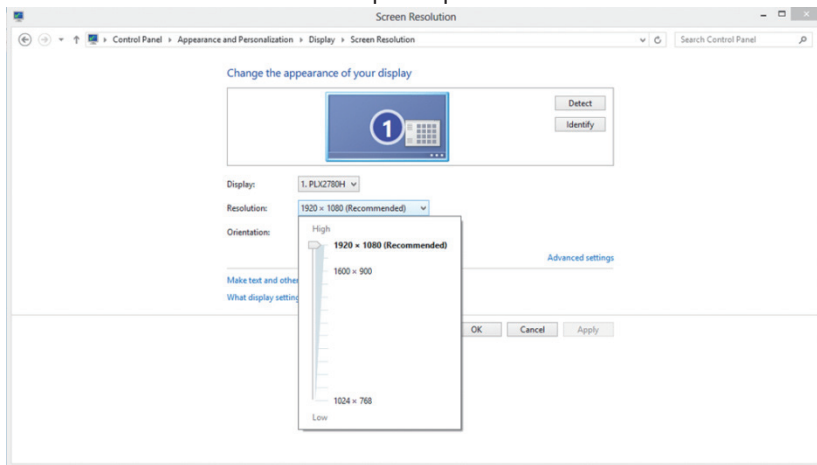 Screen Resolution
Control Panel ▸ Appearance and Personalization ▸ Display ▸ Screen Resolution
Search Control Panel
Change the appearance of your display
1
Detect
Identify
Display: 1. PLX2780H
Resolution: 1920 × 1080 (Recommended)
Orientation:
High
1920 × 1080 (Recommended)
Advanced settings
1600 × 900
Make text and other
What display setting
OK Cancel Apply
1024 × 768
Low